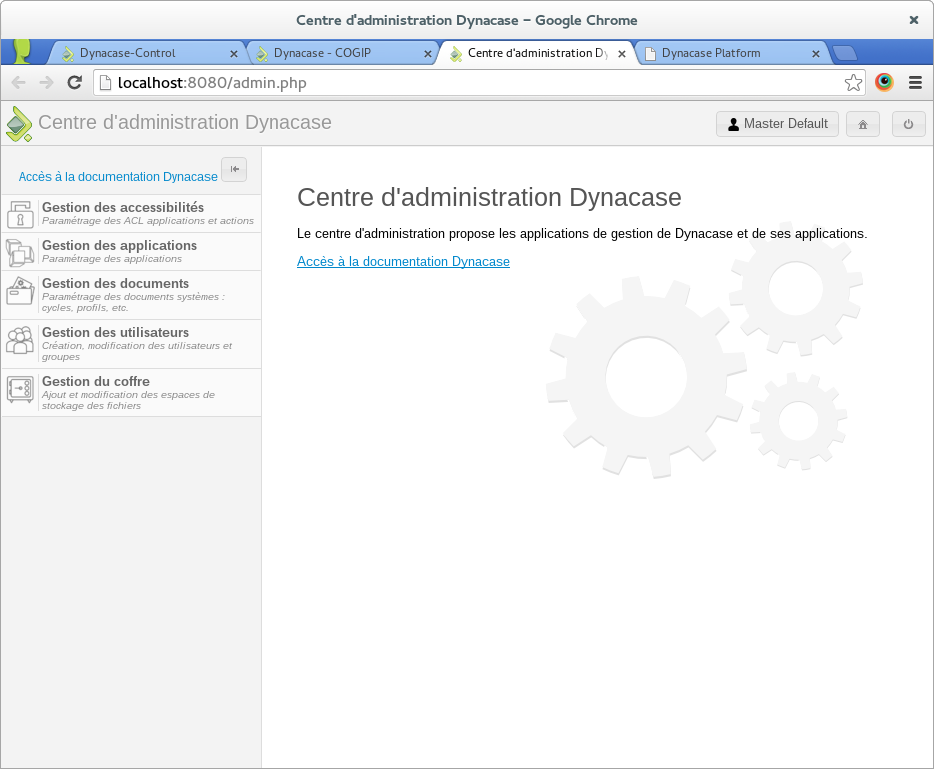 Centre d'administration Dynacase - Google Chrome
Dynacase-Control
Dynacase - COGIP
Centre d'administration Dy
Dynacase Platform
localhost:8080/admin.php
Centre d'administration Dynacase
Master Default
Accès à la documentation Dynacase
Gestion des accessibilités
Paramétrage des ACL applications et actions
Gestion des applications
Paramétrage des applications
Gestion des documents
Paramétrage des documents systèmes :
cycles, profils, etc.
Gestion des utilisateurs
Création, modification des utilisateurs et
groupes
Gestion du coffre
Ajout et modification des espaces de
stockage des fichiers
Centre d'administration Dynacase
Le centre d'administration propose les applications de gestion de Dynacase et de ses applications.
Accès à la documentation Dynacase